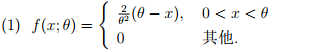 (1) f(x;θ) = { 2/θ² (θ − x), 0 < x < θ
0 其他.